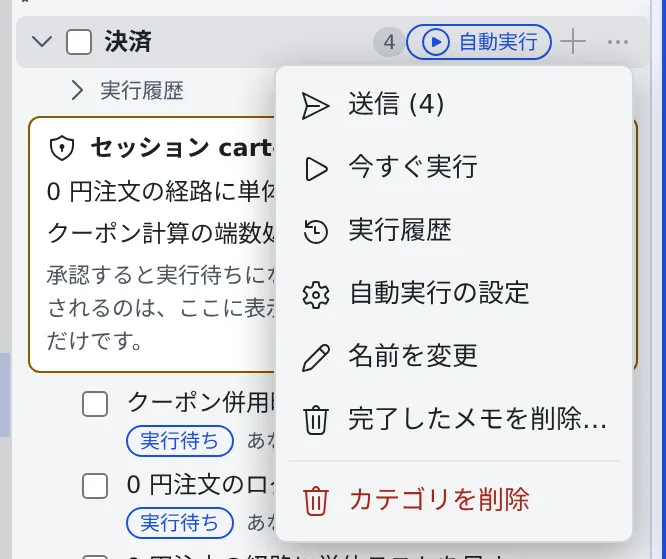 決済
4
自動実行
実行履歴
送信 (4)
今すぐ実行
実行履歴
自動実行の設定
名前を変更
完了したメモを削除...
カテゴリを削除
セッション cart
0 円注文の経路に単体
クーポン計算の端数
承認すると実行待ちに
されるのは、ここに表示
だけです。
クーポン併用
実行待ち
あな
0 円注文のロ
実行待ち
あな